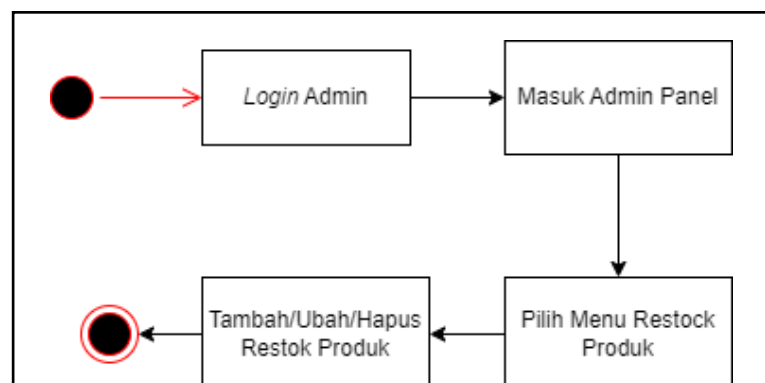 Login Admin
Masuk Admin Panel
Tambah/Ubah/Hapus
Restok Produk
Pilih Menu Restock
Produk